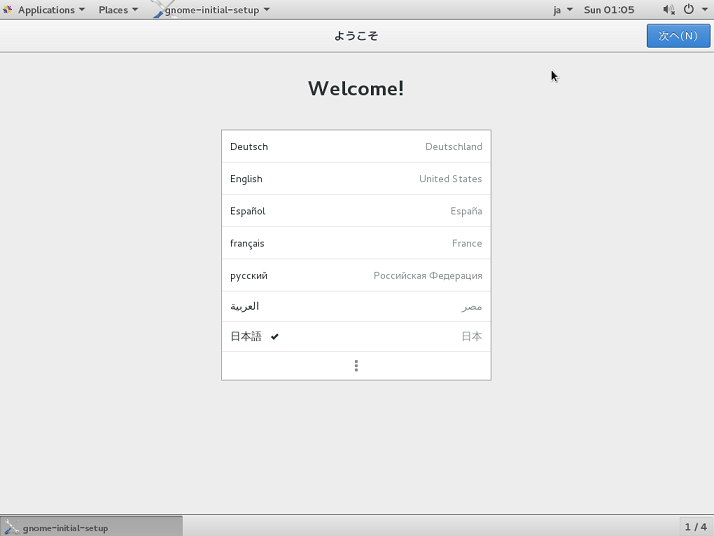 Applications Places gnome-initial-setup ja Sun 01:05
ようこそ 次へ(N)
Welcome!
Deutsch Deutschland
English United States
Español España
français France
русский Российская Федерация
العربية مصر
日本語 日本
gnome-initial-setup 1 / 4